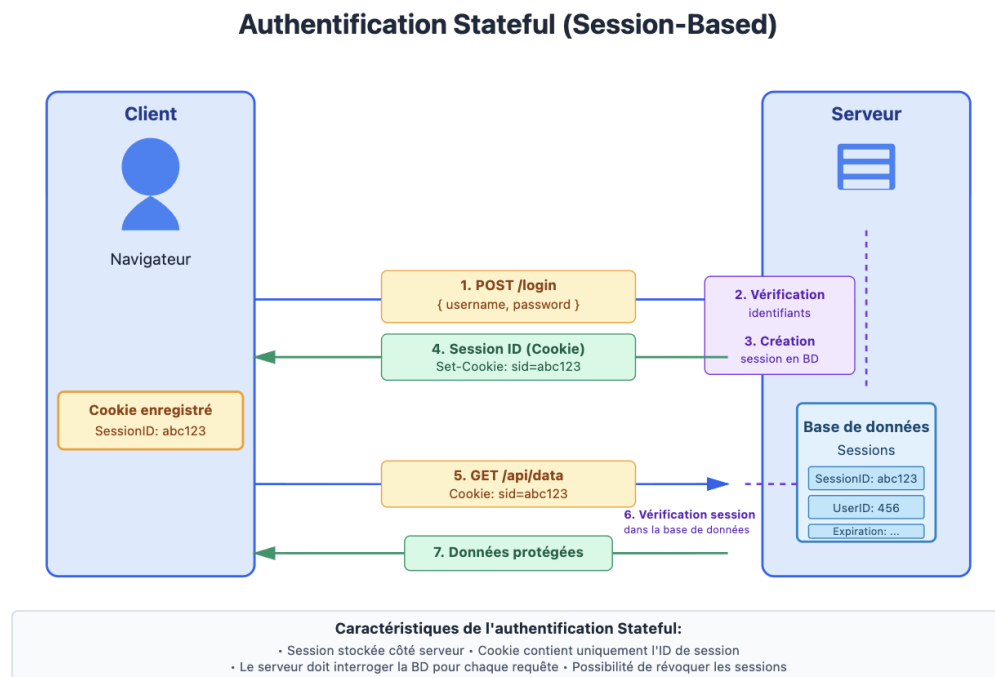 Authentification Stateful (Session-Based)
Client
Serveur
Navigateur
1. POST /login
{ username, password }
2. Vérification
identifiants
3. Création
session en BD
4. Session ID (Cookie)
Set-Cookie: sid=abc123
Cookie enregistré
SessionID: abc123
Base de données
Sessions
SessionID: abc123
UserID: 456
Expiration: ...
5. GET /api/data
Cookie: sid=abc123
6. Vérification session
dans la base de données
7. Données protégées
Caractéristiques de l'authentification Stateful:
• Session stockée côté serveur • Cookie contient uniquement l'ID de session
• Le serveur doit interroger la BD pour chaque requête • Possibilité de révoquer les sessions